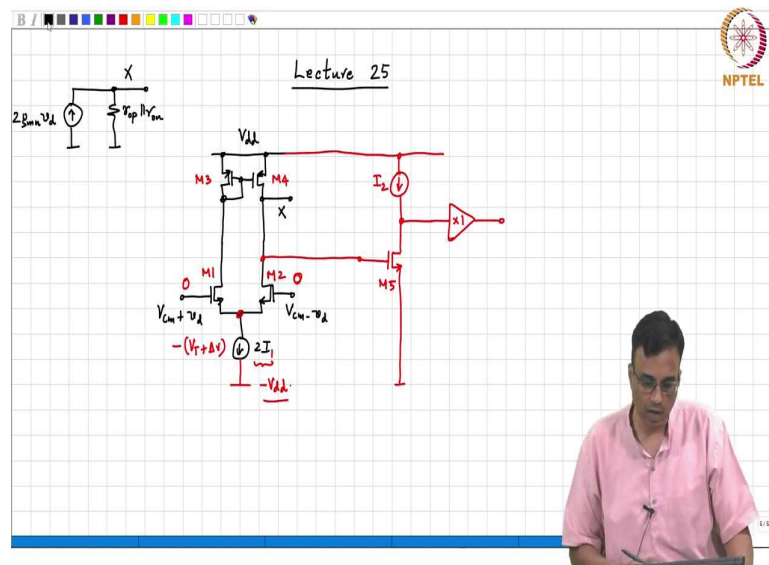 B I
Lecture 25
NPTEL
X
2gmn vd
rop || ron
Vdd
M3
M4
I2
X
x1
M1
M2
M5
0
0
Vcm+vd
Vcm-vd
-(VT+ΔV)
2I1
-Vdd